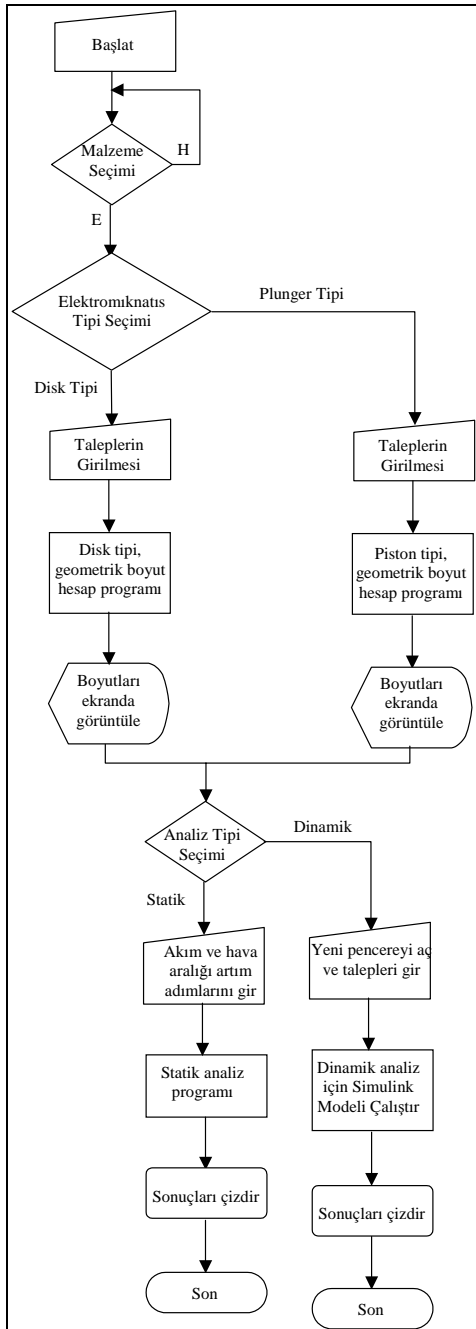 Başlat
Malzeme
Seçimi
H
E
Elektromıknatıs
Tipi Seçimi
Plunger Tipi
Disk Tipi
Taleplerin
Girilmesi
Taleplerin
Girilmesi
Disk tipi,
geometrik boyut
hesap programı
Piston tipi,
geometrik boyut
hesap programı
Boyutları
ekranda
görüntüle
Boyutları
ekranda
görüntüle
Analiz Tipi
Seçimi
Dinamik
Statik
Akım ve hava
aralığı artım
adımlarını gir
Yeni pencereyi aç
ve talepleri gir
Statik analiz
programı
Dinamik analiz
için Simulink
Modeli Çalıştır
Sonuçları çizdir
Sonuçları çizdir
Son
Son